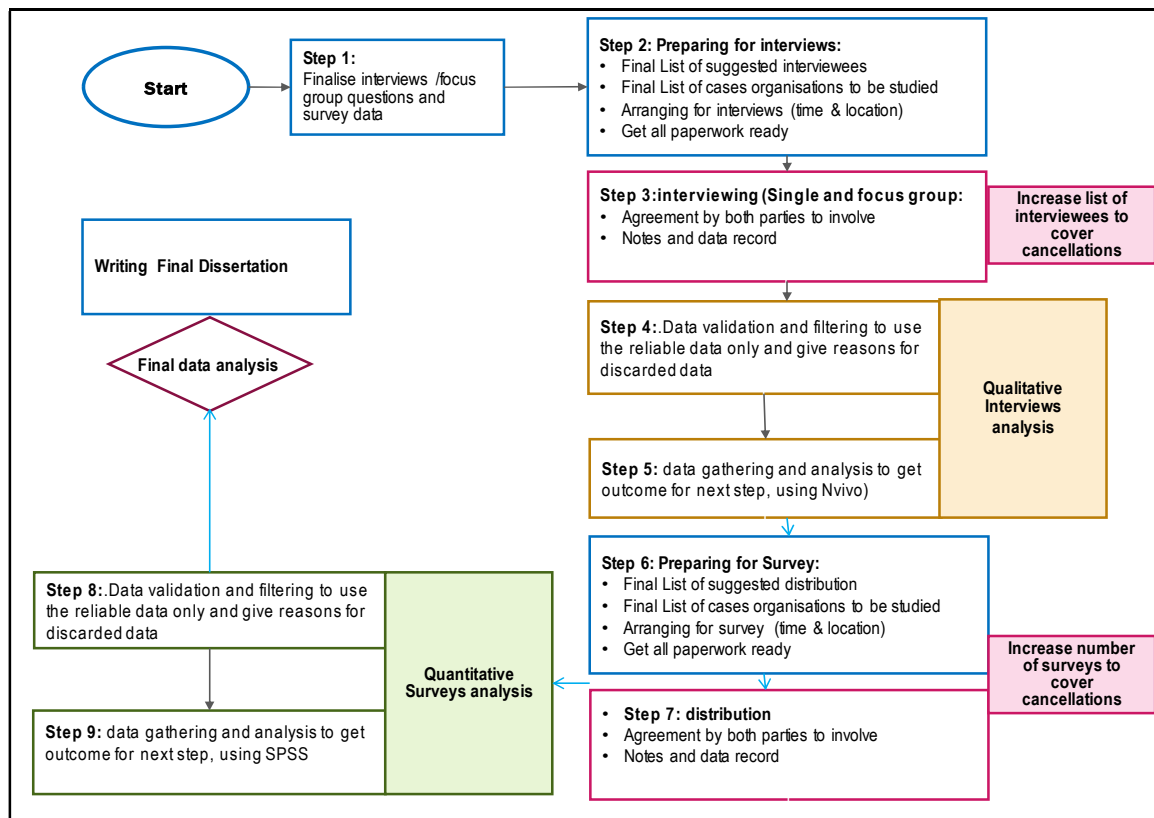 Start
Step 1:
Finalise interviews /focus
group questions and
survey data
Step 2: Preparing for interviews:
• Final List of suggested interviewees
• Final List of cases organisations to be studied
• Arranging for interviews (time & location)
• Get all paperwork ready
Step 3:interviewing (Single and focus group:
• Agreement by both parties to involve
• Notes and data record
Increase list of
interviewees to
cover
cancellations
Step 4:.Data validation and filtering to use
the reliable data only and give reasons for
discarded data
Qualitative
Interviews
analysis
Step 5: data gathering and analysis to get
outcome for next step, using Nvivo)
Step 6: Preparing for Survey:
• Final List of suggested distribution
• Final List of cases organisations to be studied
• Arranging for survey (time & location)
• Get all paperwork ready
Increase number
of surveys to
cover
cancellations
• Step 7: distribution
• Agreement by both parties to involve
• Notes and data record
Quantitative
Surveys analysis
Step 8:.Data validation and filtering to use
the reliable data only and give reasons for
discarded data
Step 9: data gathering and analysis to get
outcome for next step, using SPSS
Final data analysis
Writing Final Dissertation